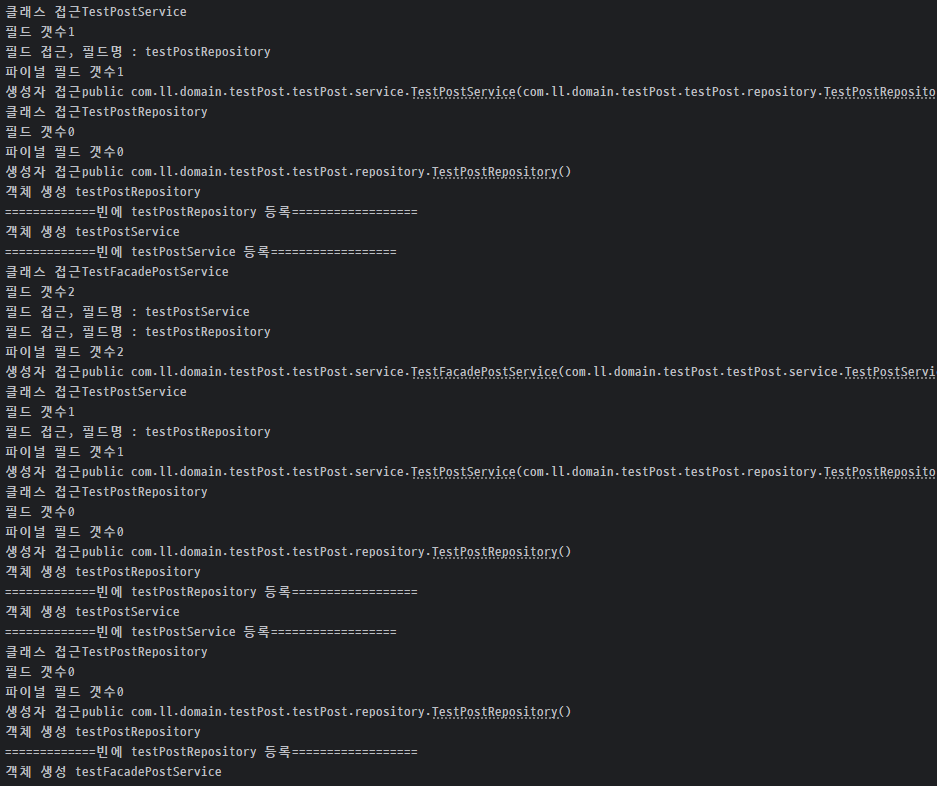 클래스 접근TestPostService
필드 갯수1
필드 접근, 필드명 : testPostRepository
파이널 필드 갯수1
생성자 접근public com.ll.domain.testPost.testPost.service.TestPostService(com.ll.domain.testPost.testPost.repository.TestPostReposito
클래스 접근TestPostRepository
필드 갯수0
파이널 필드 갯수0
생성자 접근public com.ll.domain.testPost.testPost.repository.TestPostRepository()
객체 생성 testPostRepository
=============빈에 testPostRepository 등록==================
객체 생성 testPostService
=============빈에 testPostService 등록==================
클래스 접근TestFacadePostService
필드 갯수2
필드 접근, 필드명 : testPostService
필드 접근, 필드명 : testPostRepository
파이널 필드 갯수2
생성자 접근public com.ll.domain.testPost.testPost.service.TestFacadePostService(com.ll.domain.testPost.testPost.service.TestPostServi
클래스 접근TestPostService
필드 갯수1
필드 접근, 필드명 : testPostRepository
파이널 필드 갯수1
생성자 접근public com.ll.domain.testPost.testPost.service.TestPostService(com.ll.domain.testPost.testPost.repository.TestPostReposito
클래스 접근TestPostRepository
필드 갯수0
파이널 필드 갯수0
생성자 접근public com.ll.domain.testPost.testPost.repository.TestPostRepository()
객체 생성 testPostRepository
=============빈에 testPostRepository 등록==================
객체 생성 testPostService
=============빈에 testPostService 등록==================
클래스 접근TestPostRepository
필드 갯수0
파이널 필드 갯수0
생성자 접근public com.ll.domain.testPost.testPost.repository.TestPostRepository()
객체 생성 testPostRepository
=============빈에 testPostRepository 등록==================
객체 생성 testFacadePostService